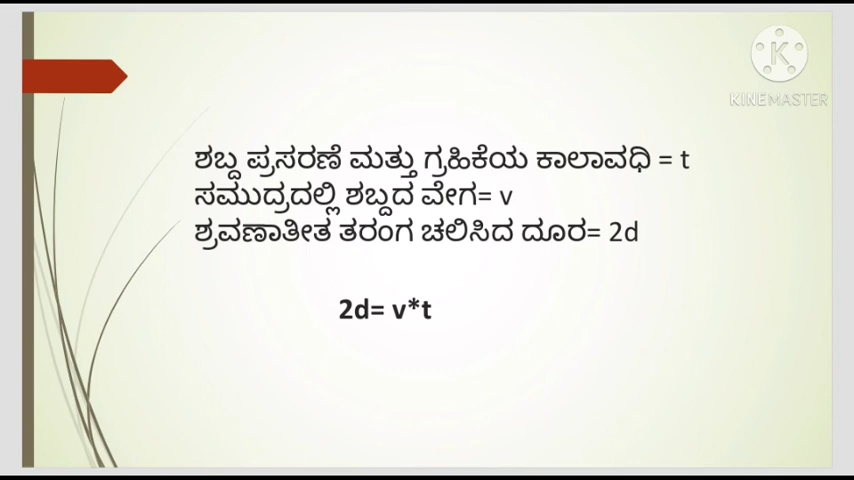 K
KINEMASTER
ಶಬ್ದ ಪ್ರಸರಣೆ ಮತ್ತು ಗ್ರಹಿಕೆಯ ಕಾಲಾವಧಿ = t
ಸಮುದ್ರದಲ್ಲಿ ಶಬ್ದದ ವೇಗ= v
ಶ್ರವಣಾತೀತ ತರಂಗ ಚಲಿಸಿದ ದೂರ= 2d
2d= v*t